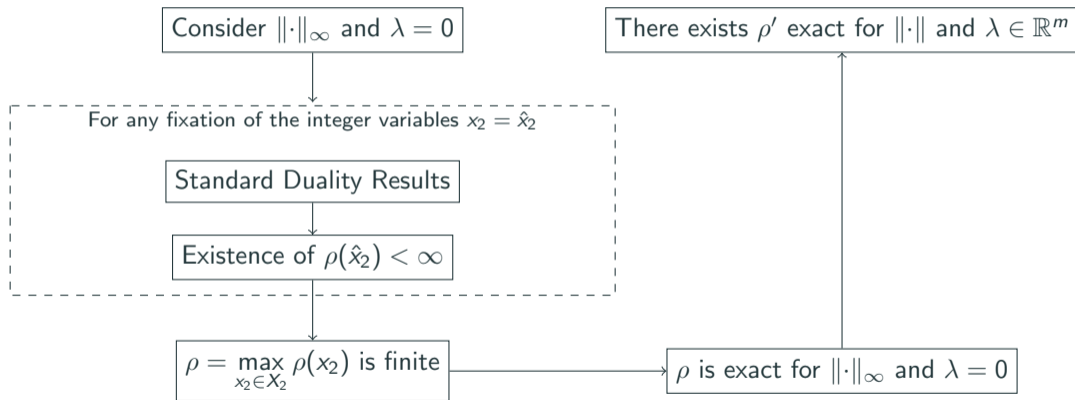 Consider ‖·‖∞ and λ = 0
There exists ρ′ exact for ‖·‖ and λ ∈ ℝᵐ
For any fixation of the integer variables x₂ = x̂₂
Standard Duality Results
Existence of ρ(x̂₂) < ∞
ρ = max ρ(x₂) is finite
x₂∈X₂
ρ is exact for ‖·‖∞ and λ = 0